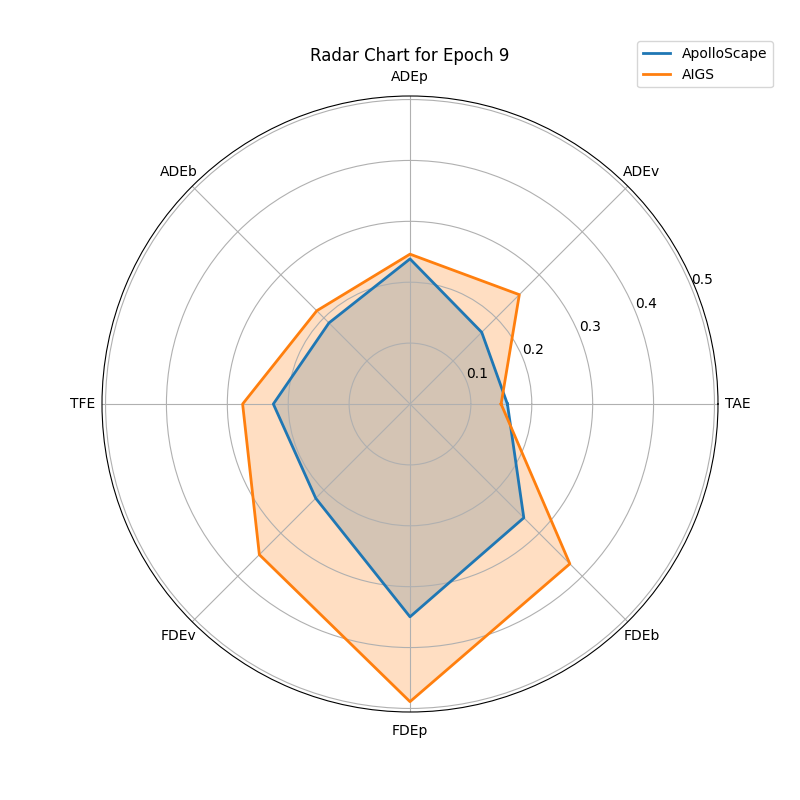 Radar Chart for Epoch 9
ApolloScape
AIGS
ADEp
ADEb
ADEv
0.5
0.4
0.3
0.2
0.1
TFE
TAE
FDEv
FDEb
FDEp